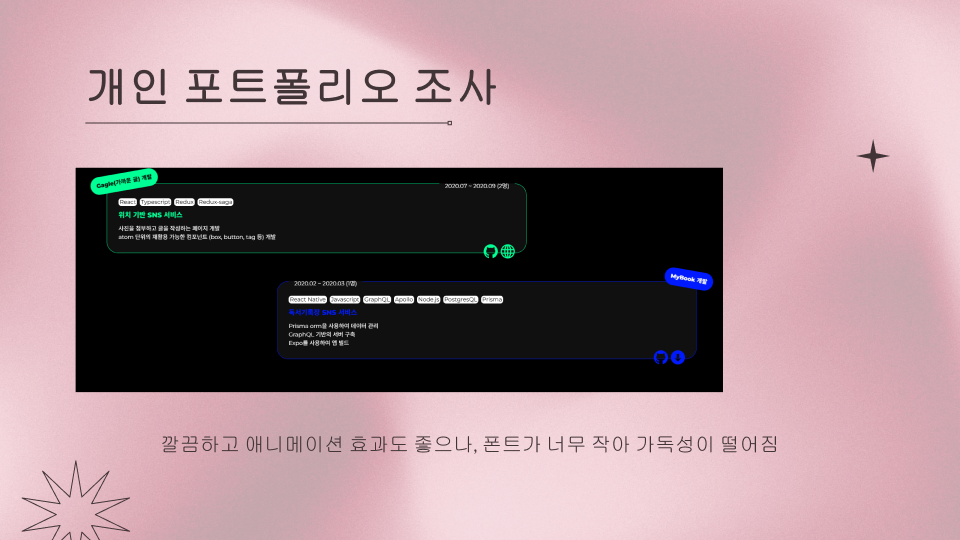 개인 포트폴리오 조사
Gagle(가까운 글) 개발
2020.07 ~ 2020.09 (2명)
React Typescript Redux Redux-saga
위치 기반 SNS 서비스
사진을 첨부하고 글을 작성하는 페이지 개발
atom 단위의 재활용 가능한 컴포넌트 (box, button, tag 등) 개발
MyBook 개발
2020.02 ~ 2020.03 (1명)
React Native Javascript GraphQL Apollo Node.js PostgresQL Prisma
독서기록의 SNS 서비스
Prisma orm을 사용하여 데이터 관리
GraphQL 기반의 서버 구축
Expo를 사용하여 앱 빌드
깔끔하고 애니메이션 효과도 좋으나, 폰트가 너무 작아 가독성이 떨어짐